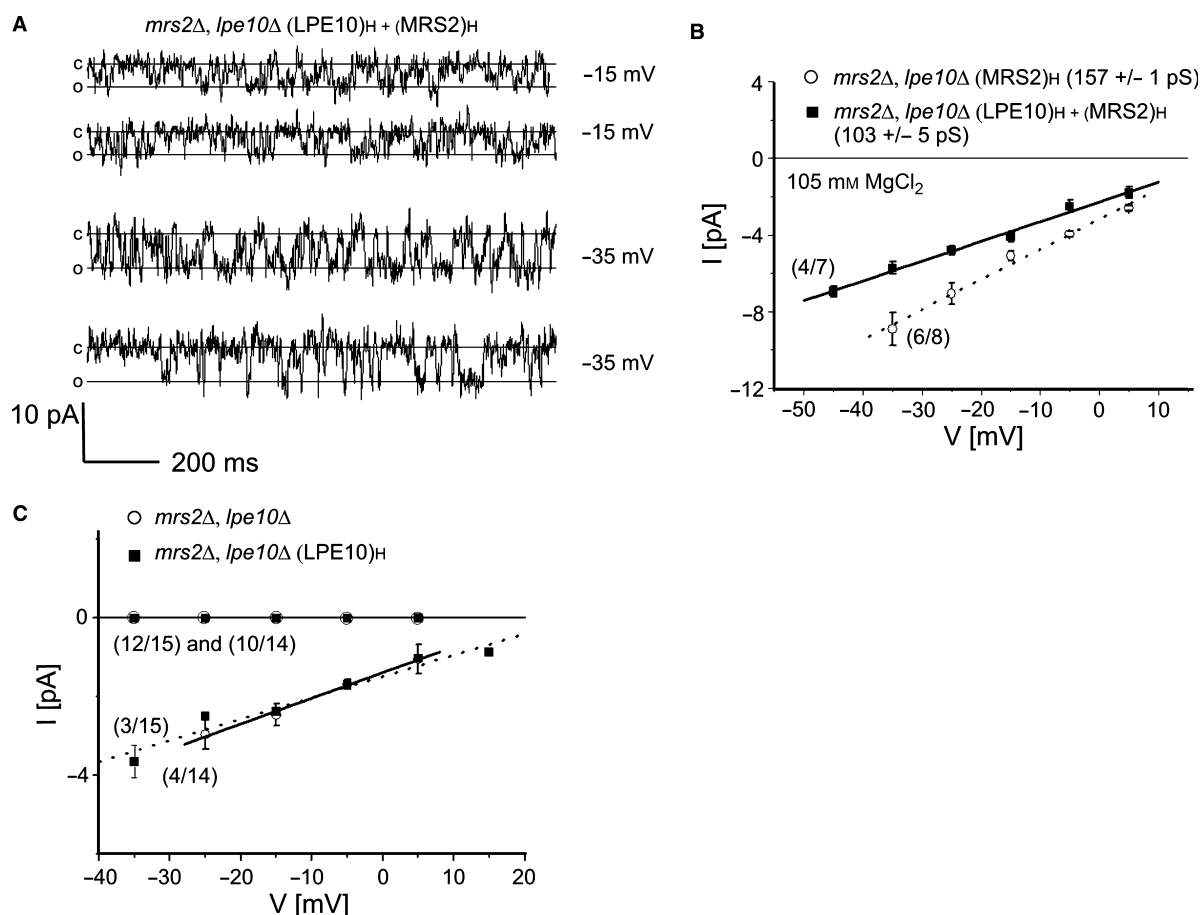 A
mrs2Δ, lpe10Δ (LPE10)H + (MRS2)H
c
o
–15 mV
c
o
–15 mV
c
o
–35 mV
c
o
–35 mV
10 pA
200 ms
B
mrs2Δ, lpe10Δ (MRS2)H (157 +/– 1 pS)
mrs2Δ, lpe10Δ (LPE10)H + (MRS2)H
(103 +/– 5 pS)
4
0
–4
–8
–12
I [pA]
105 mM MgCl2
(4/7)
(6/8)
–50 –40 –30 –20 –10 0 10
V [mV]
C
mrs2Δ, lpe10Δ
mrs2Δ, lpe10Δ (LPE10)H
0
–4
I [pA]
(12/15) and (10/14)
(3/15)
(4/14)
–40 –30 –20 –10 0 10 20
V [mV]